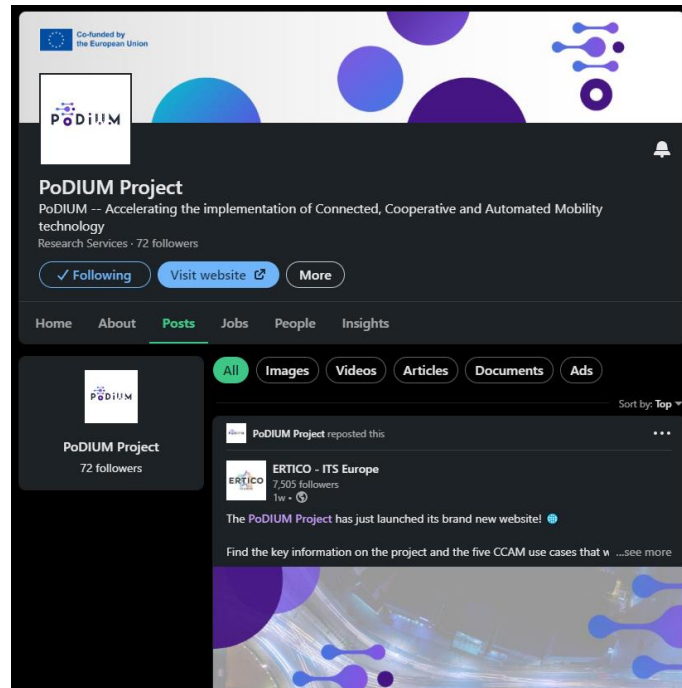 Co-funded by
the European Union
PoDIUM
PoDIUM Project
PoDIUM -- Accelerating the implementation of Connected, Cooperative and Automated Mobility
technology
Research Services · 72 followers
✓ Following
Visit website
More
Home About Posts Jobs People Insights
All Images Videos Articles Documents Ads
Sort by: Top
PoDIUM
PoDIUM Project
72 followers
PoDIUM Project reposted this
ERTICO
ERTICO - ITS Europe
7,505 followers
1w •
The PoDIUM Project has just launched its brand new website!
Find the key information on the project and the five CCAM use cases that w ...see more